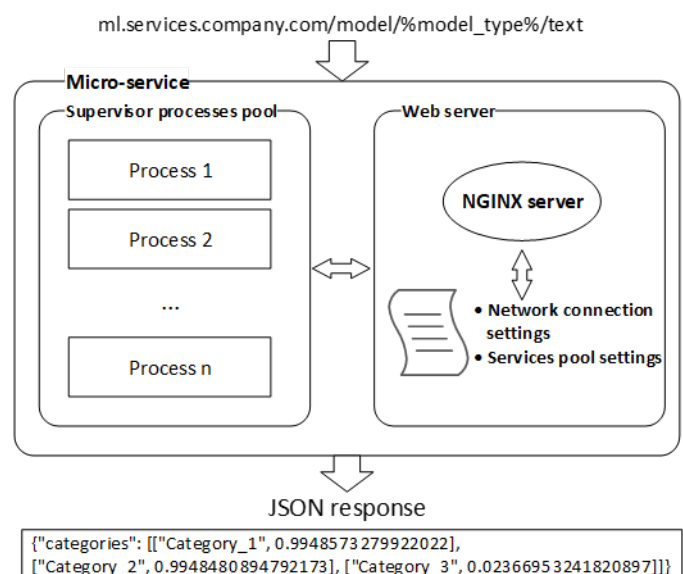 ml.services.company.com/model/%model_type%/text
Micro-service
Supervisor processes pool
Process 1
Process 2
...
Process n
Web server
NGINX server
• Network connection
settings
• Services pool settings
JSON response
{"categories": [["Category_1", 0.9948573279922022],
["Category_2", 0.9948480894792173], ["Category_3", 0.02366953241820897]]}